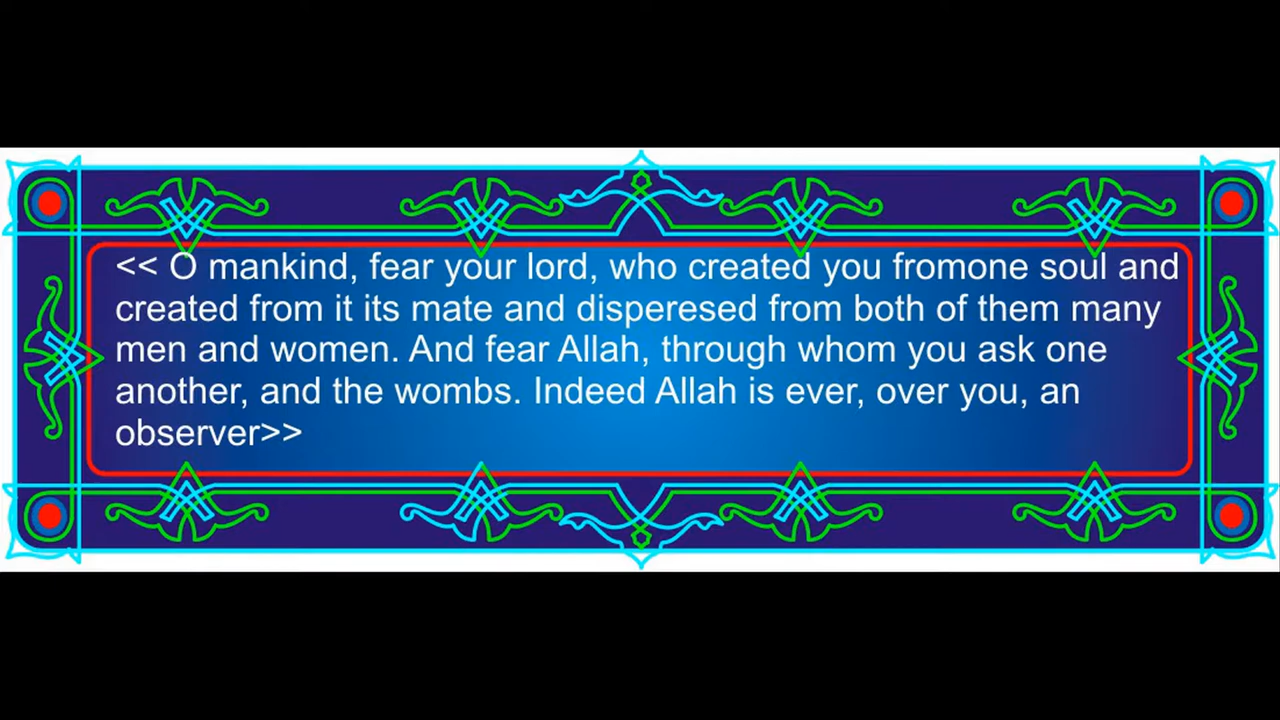 << O mankind, fear your lord, who created you fromone soul and
created from it its mate and disperesed from both of them many
men and women. And fear Allah, through whom you ask one
another, and the wombs. Indeed Allah is ever, over you, an
observer>>